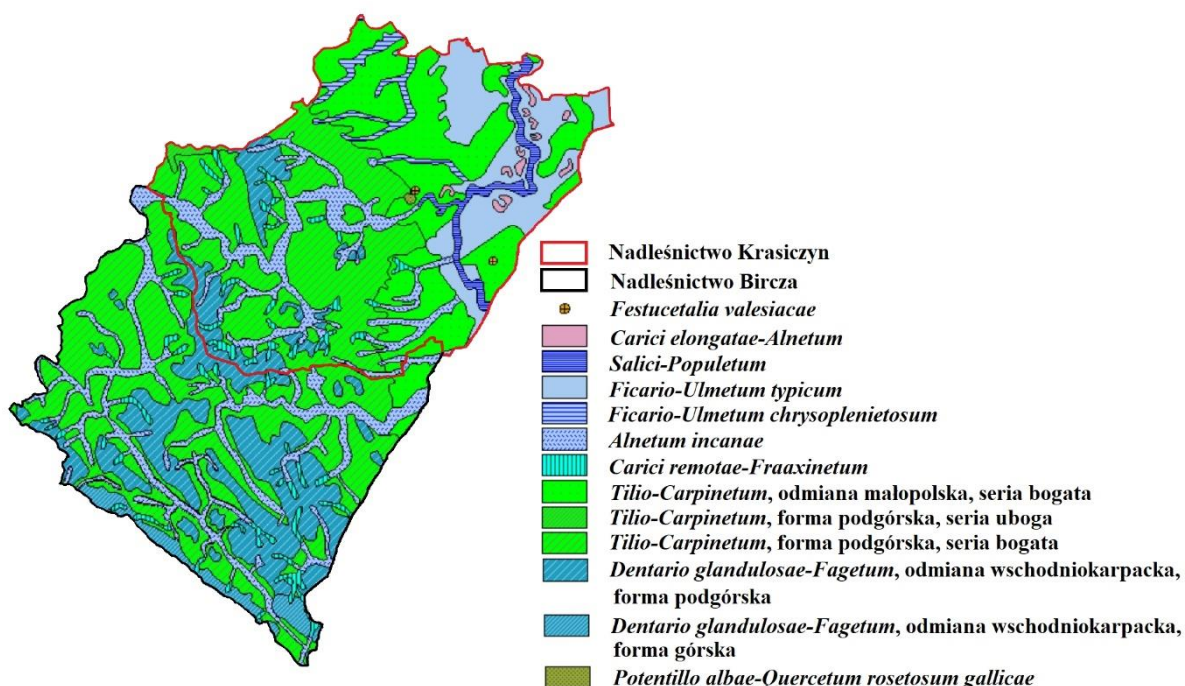 Nadleśnictwo Krasiczyn
Nadleśnictwo Bircza
Festucetalia valesiacae
Carici elongatae-Alnetum
Salici-Populetum
Ficario-Ulmetum typicum
Ficario-Ulmetum chrysoplenietosum
Alnetum incanae
Carici remotae-Fraaxinetum
Tilio-Carpinetum, odmiana małopolska, seria bogata
Tilio-Carpinetum, forma podgórska, seria uboga
Tilio-Carpinetum, forma podgórska, seria bogata
Dentario glandulosae-Fagetum, odmiana wschodniokarpacka,
forma podgórska
Dentario glandulosae-Fagetum, odmiana wschodniokarpacka,
forma górska
Potentillo albae-Quercetum rosetosum gallicae